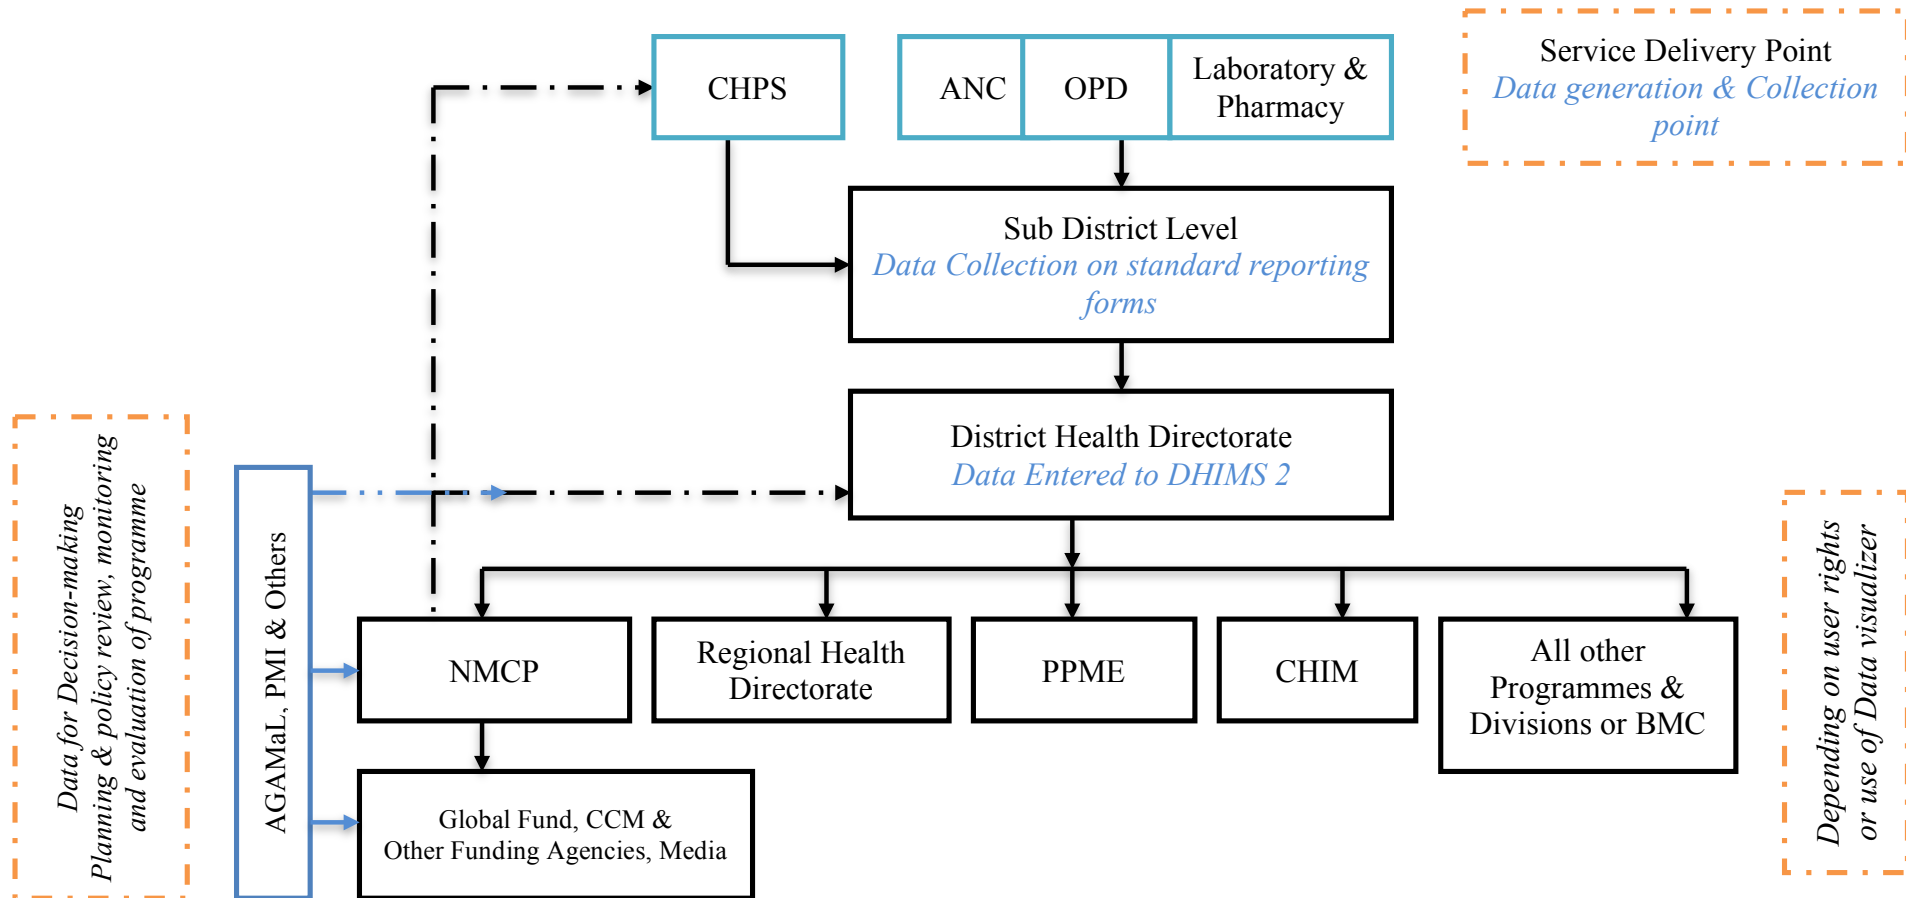 CHPS
ANC
OPD
Laboratory &
Pharmacy
Service Delivery Point
Data generation & Collection
point
Sub District Level
Data Collection on standard reporting
forms
District Health Directorate
Data Entered to DHIMS 2
Data for Decision-making
Planning & policy review, monitoring
and evaluation of programme
AGAMaL, PMI & Others
NMCP
Regional Health
Directorate
PPME
CHIM
All other
Programmes &
Divisions or BMC
Depending on user rights
or use of Data visualizer
Global Fund, CCM &
Other Funding Agencies, Media